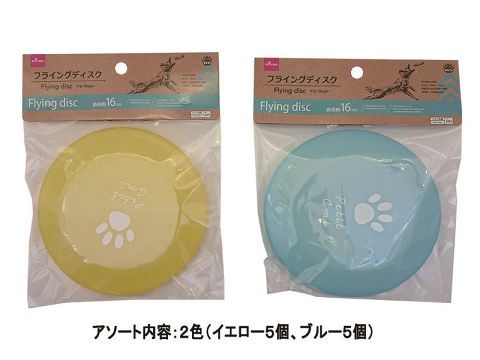 フライングディスク
Flying disc -For Dogs-
Flying disc 直径約16cm
Petit
ami
フライングディスク
Flying disc -For Dogs-
Flying disc 直径約16cm
Petit
ami
アソート内容：2色（イエロー5個、ブルー5個）